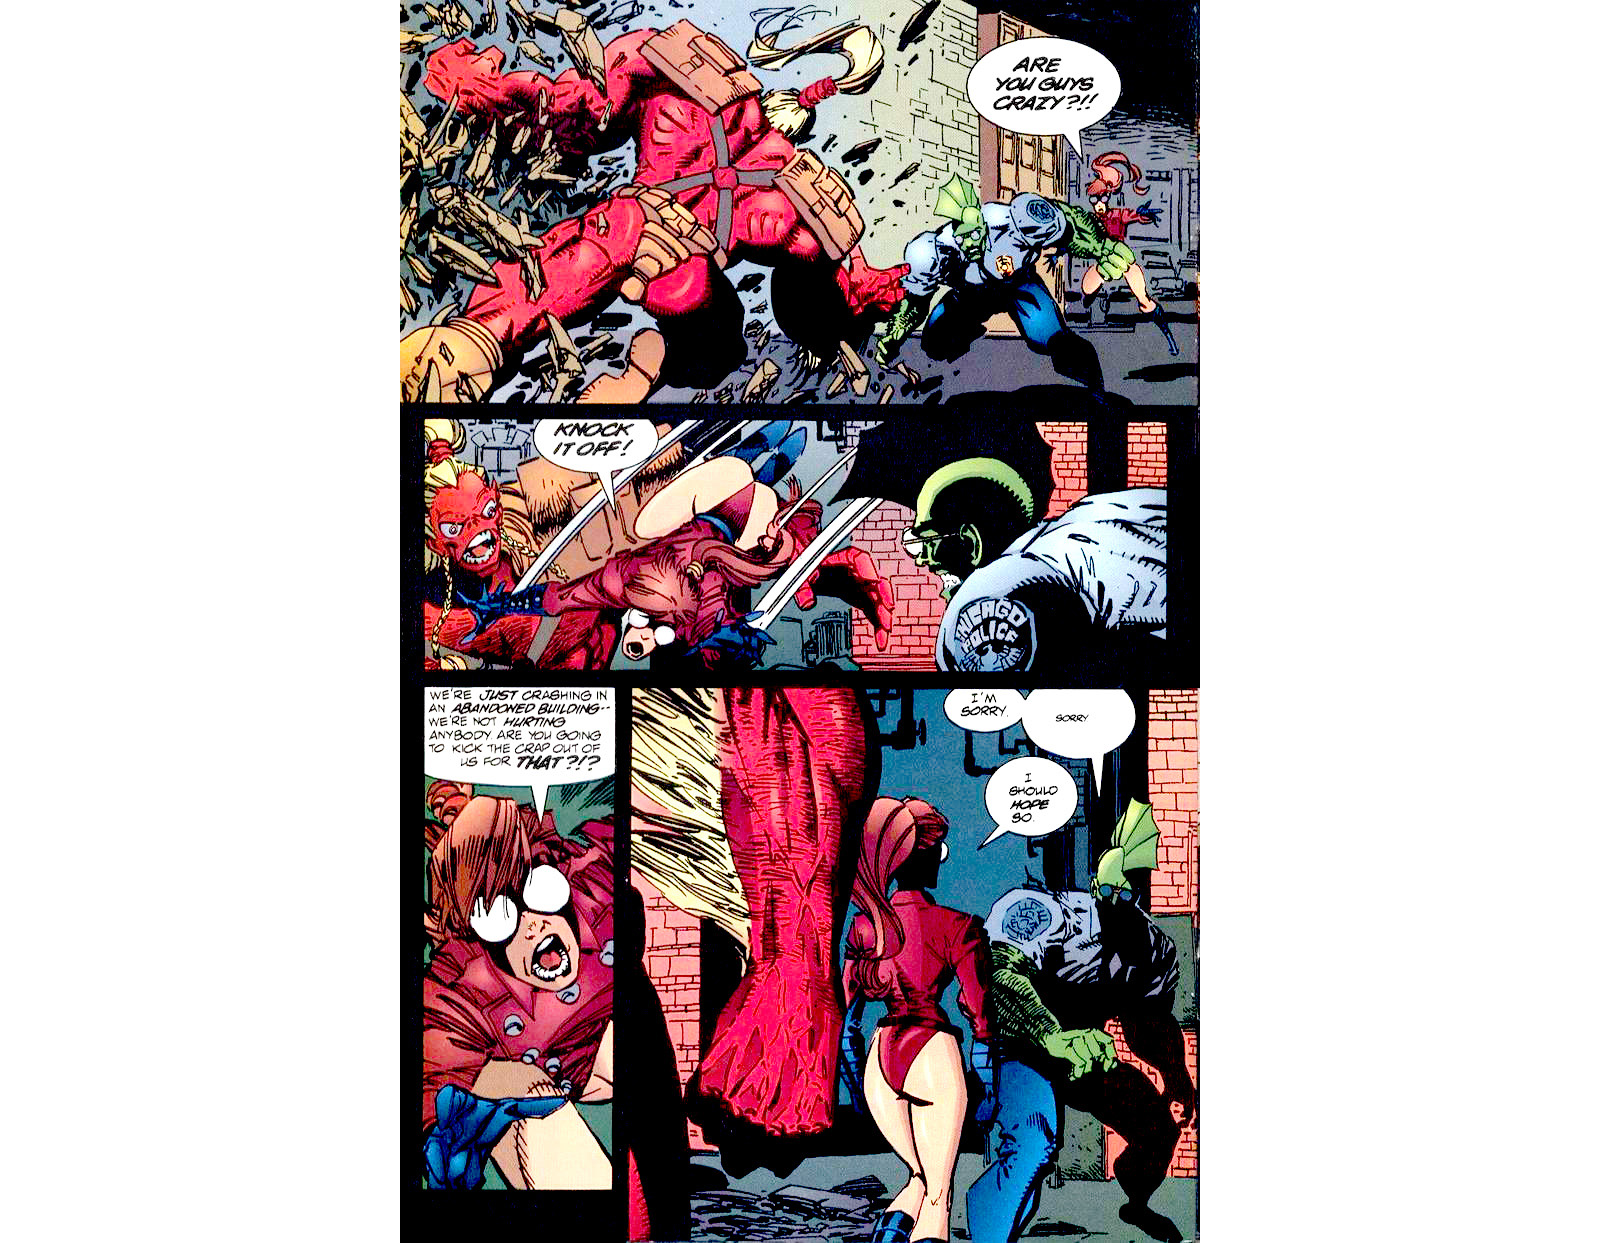 ARE
YOU GUYS
CRAZY?!!
KNOCK
IT OFF!
CHICAGO
POLICE
WE'RE JUST CRASHING IN
AN ABANDONED BUILDING--
WE'RE NOT HURTING
ANYBODY. ARE YOU GOING
TO KICK THE CRAP OUT OF
US FOR THAT?!?
I'M
SORRY.
SORRY
I
SHOULD
HOPE
SO.